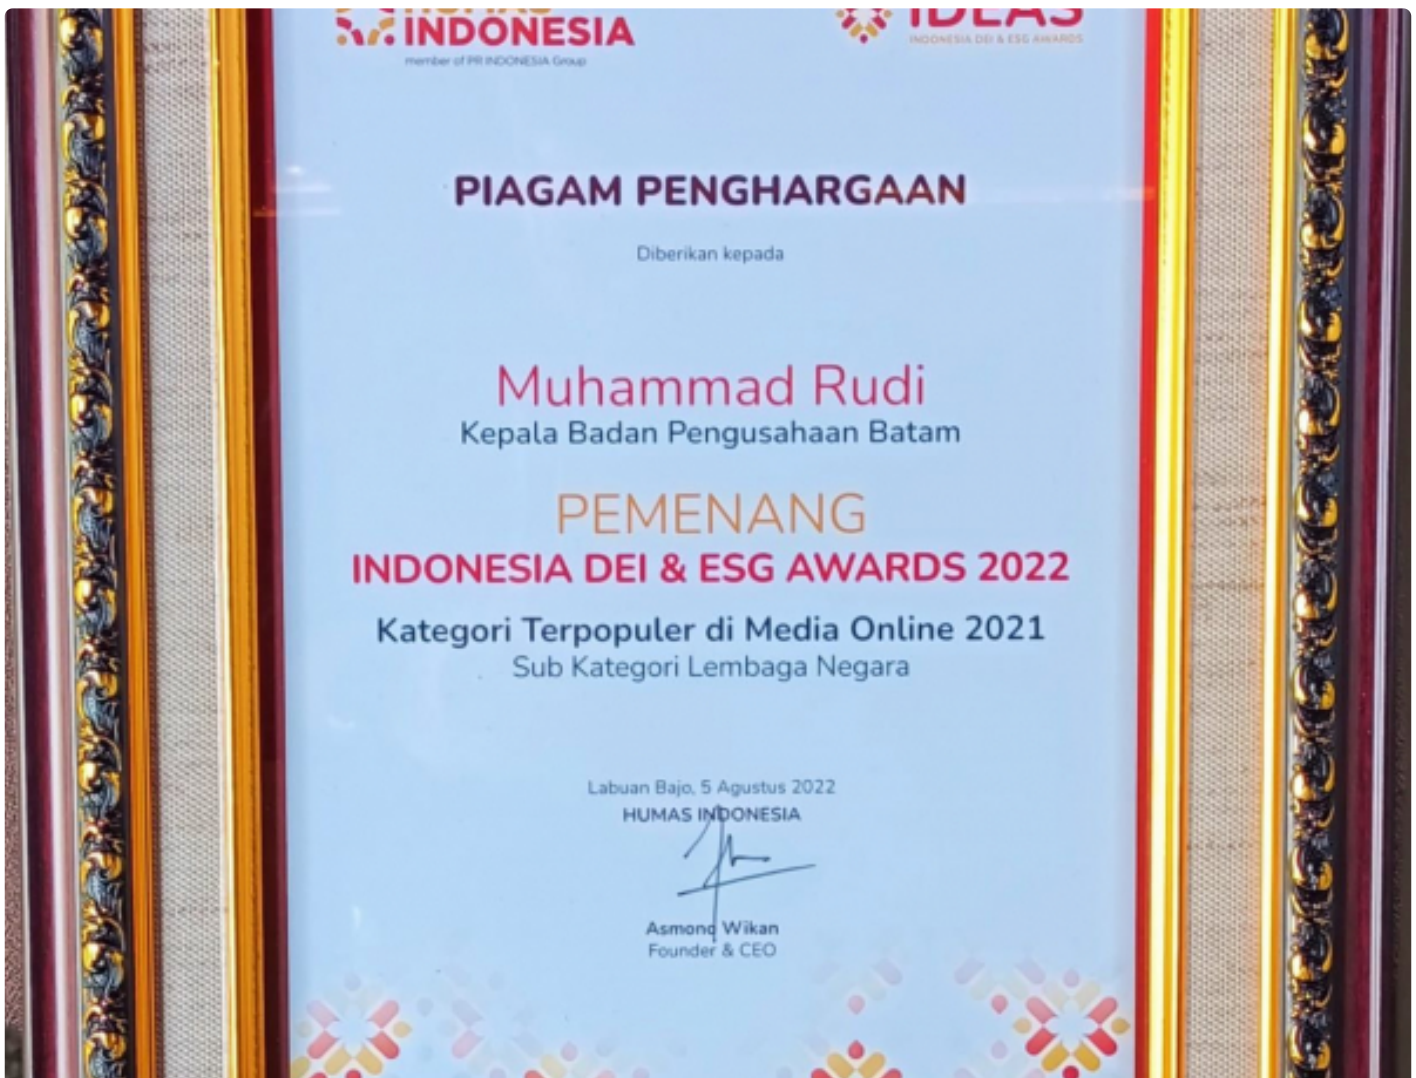 HUMAS
INDONESIA
member of PR INDONESIA Group
IDEAS
INDONESIA DEI & ESG AWARDS
PIAGAM PENGHARGAAN
Diberikan kepada
Muhammad Rudi
Kepala Badan Pengusahaan Batam
PEMENANG
INDONESIA DEI & ESG AWARDS 2022
Kategori Terpopuler di Media Online 2021
Sub Kategori Lembaga Negara
Labuan Bajo, 5 Agustus 2022
HUMAS INDONESIA
Asmono Wikan
Founder & CEO